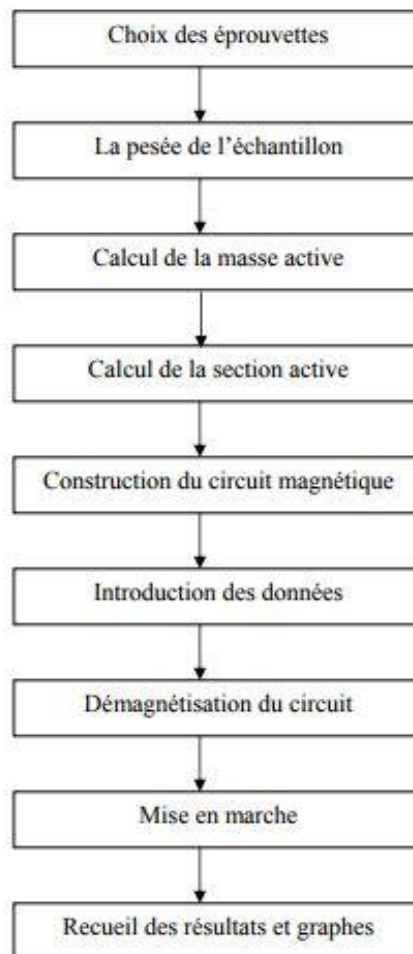 Choix des éprouvettes
La pesée de l’échantillon
Calcul de la masse active
Calcul de la section active
Construction du circuit magnétique
Introduction des données
Démagnétisation du circuit
Mise en marche
Recueil des résultats et graphes